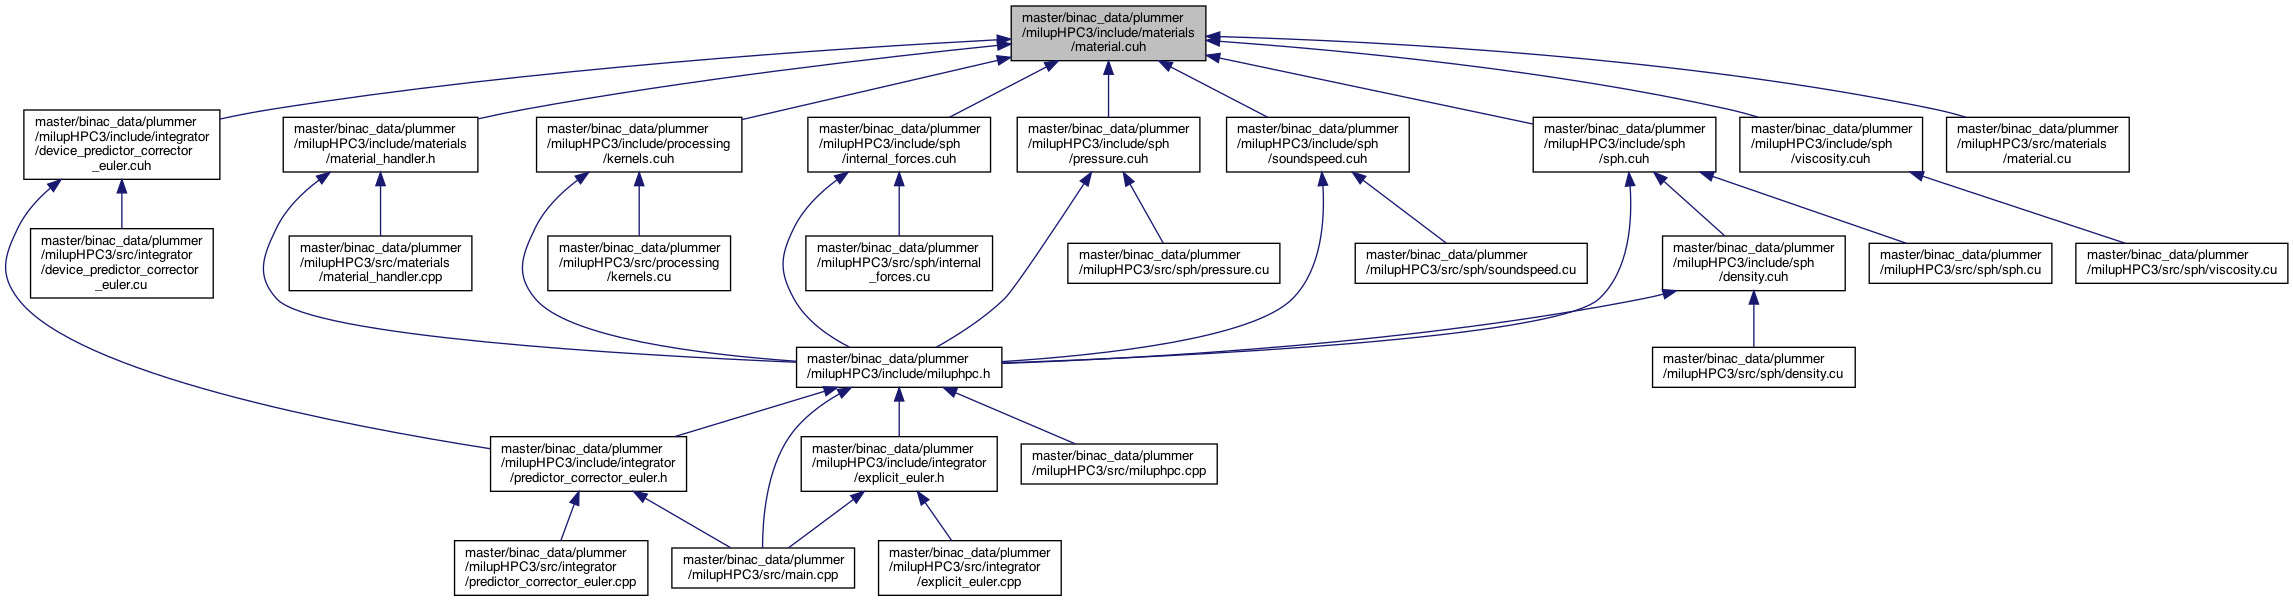 master/binac_data/plummer
/milupHPC3/include/materials
/material.cuh
master/binac_data/plummer
/milupHPC3/include/integrator
/device_predictor_corrector
_euler.cuh
master/binac_data/plummer
/milupHPC3/include/materials
/material_handler.h
master/binac_data/plummer
/milupHPC3/include/processing
/kernels.cuh
master/binac_data/plummer
/milupHPC3/include/sph
/internal_forces.cuh
master/binac_data/plummer
/milupHPC3/include/sph
/pressure.cuh
master/binac_data/plummer
/milupHPC3/include/sph
/soundspeed.cuh
master/binac_data/plummer
/milupHPC3/include/sph
/sph.cuh
master/binac_data/plummer
/milupHPC3/include/sph
/viscosity.cuh
master/binac_data/plummer
/milupHPC3/src/materials
/material.cu
master/binac_data/plummer
/milupHPC3/src/integrator
/device_predictor_corrector
_euler.cu
master/binac_data/plummer
/milupHPC3/src/materials
/material_handler.cpp
master/binac_data/plummer
/milupHPC3/src/processing
/kernels.cu
master/binac_data/plummer
/milupHPC3/src/sph/internal
_forces.cu
master/binac_data/plummer
/milupHPC3/src/sph/pressure.cu
master/binac_data/plummer
/milupHPC3/src/sph/soundspeed.cu
master/binac_data/plummer
/milupHPC3/include/sph
/density.cuh
master/binac_data/plummer
/milupHPC3/src/sph/sph.cu
master/binac_data/plummer
/milupHPC3/src/sph/viscosity.cu
master/binac_data/plummer
/milupHPC3/include/miluphpc.h
master/binac_data/plummer
/milupHPC3/src/sph/density.cu
master/binac_data/plummer
/milupHPC3/include/integrator
/predictor_corrector_euler.h
master/binac_data/plummer
/milupHPC3/include/integrator
/explicit_euler.h
master/binac_data/plummer
/milupHPC3/src/miluphpc.cpp
master/binac_data/plummer
/milupHPC3/src/integrator
/predictor_corrector_euler.cpp
master/binac_data/plummer
/milupHPC3/src/main.cpp
master/binac_data/plummer
/milupHPC3/src/integrator
/explicit_euler.cpp